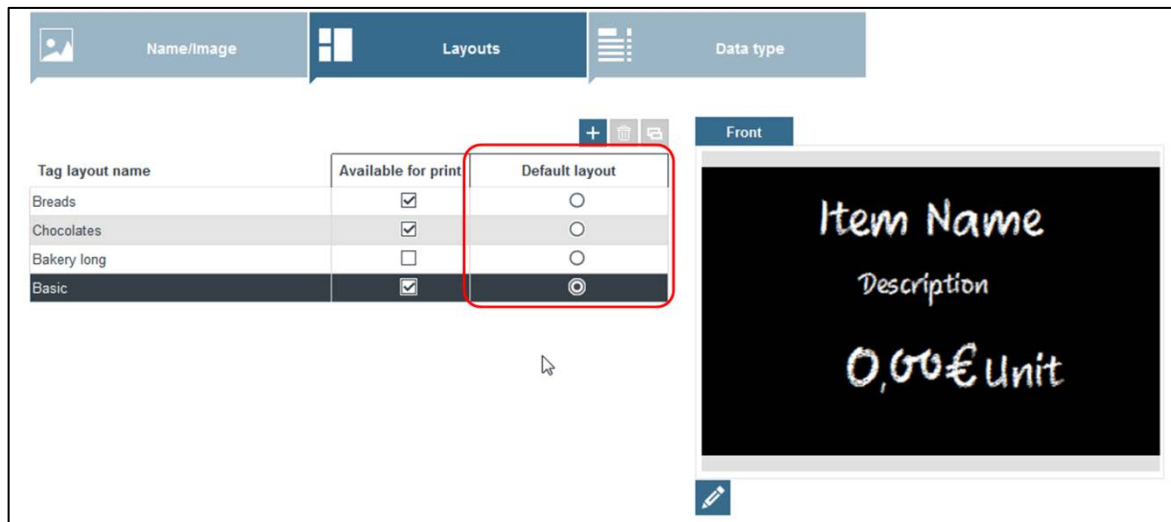 Name/Image
Layouts
Data type
Front
Tag layout name Available for print Default layout
Breads
Chocolates
Bakery long
Basic
Item Name
Description
0,00€ Unit